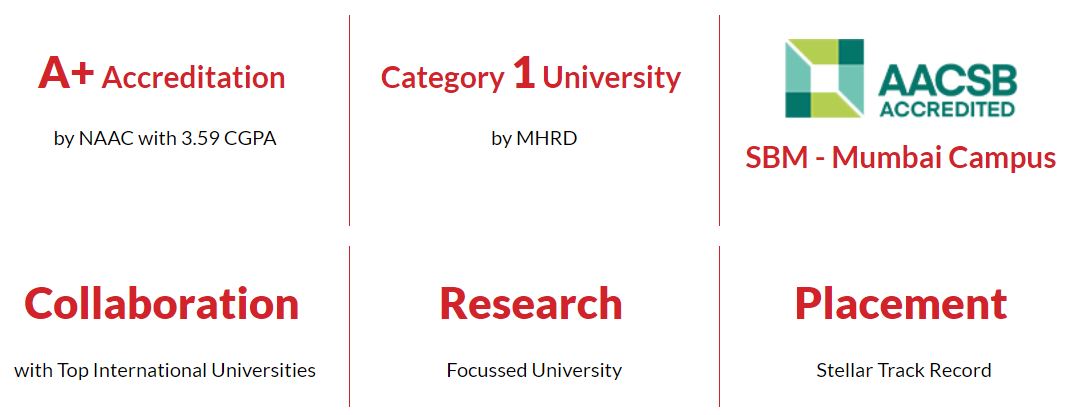 A+ Accreditation
by NAAC with 3.59 CGPA
Category 1 University
by MHRD
AACSB
ACCREDITED
SBM - Mumbai Campus
Collaboration
with Top International Universities
Research
Focussed University
Placement
Stellar Track Record